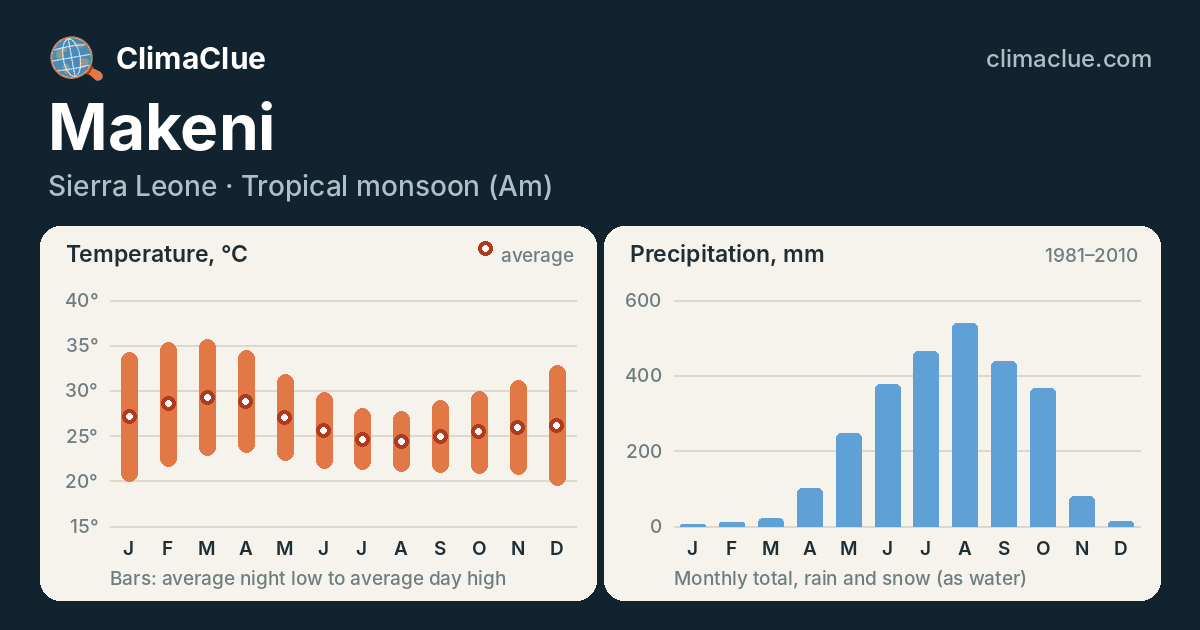 ClimaClue
climaclue.com
Makeni
Sierra Leone · Tropical monsoon (Am)
Temperature, °C
average
40°
35°
30°
25°
20°
15°
J F M A M J J A S O N D
Bars: average night low to average day high
Precipitation, mm
1981–2010
600
400
200
0
J F M A M J J A S O N D
Monthly total, rain and snow (as water)